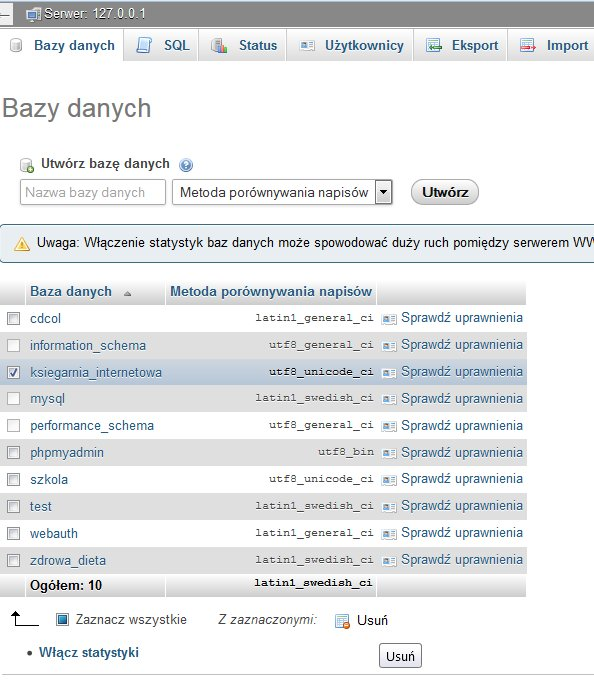 Serwer: 127.0.0.1
Bazy danych SQL Status Użytkownicy Eksport Import
Bazy danych
Utwórz bazę danych
Nazwa bazy danych Metoda porównywania napisów Utwórz
Uwaga: Włączenie statystyk baz danych może spowodować duży ruch pomiędzy serwerem
Baza danych Metoda porównywania napisów
cdcol latin1_general_ci Sprawdź uprawnienia
information_schema utf8_general_ci Sprawdź uprawnienia
ksiegarnia_internetowa utf8_unicode_ci Sprawdź uprawnienia
mysql latin1_swedish_ci Sprawdź uprawnienia
performance_schema utf8_general_ci Sprawdź uprawnienia
phpmyadmin utf8_bin Sprawdź uprawnienia
szkola utf8_unicode_ci Sprawdź uprawnienia
test latin1_swedish_ci Sprawdź uprawnienia
webauth latin1_general_ci Sprawdź uprawnienia
zdrowa_dieta latin1_swedish_ci Sprawdź uprawnienia
Ogółem: 10 latin1_swedish_ci
Zaznacz wszystkie Z zaznaczonymi: Usuń
Włącz statystyki Usuń